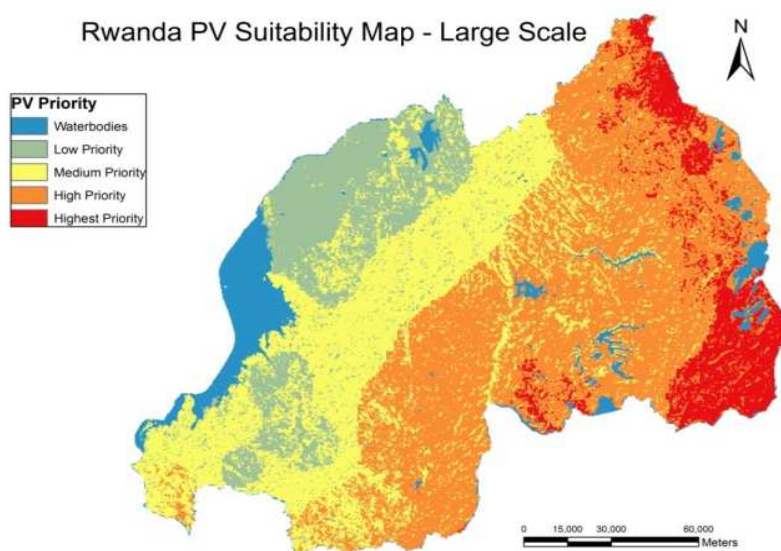 Rwanda PV Suitability Map - Large Scale
N
PV Priority
Waterbodies
Low Priority
Medium Priority
High Priority
Highest Priority
0 15,000 30,000 60,000
Meters